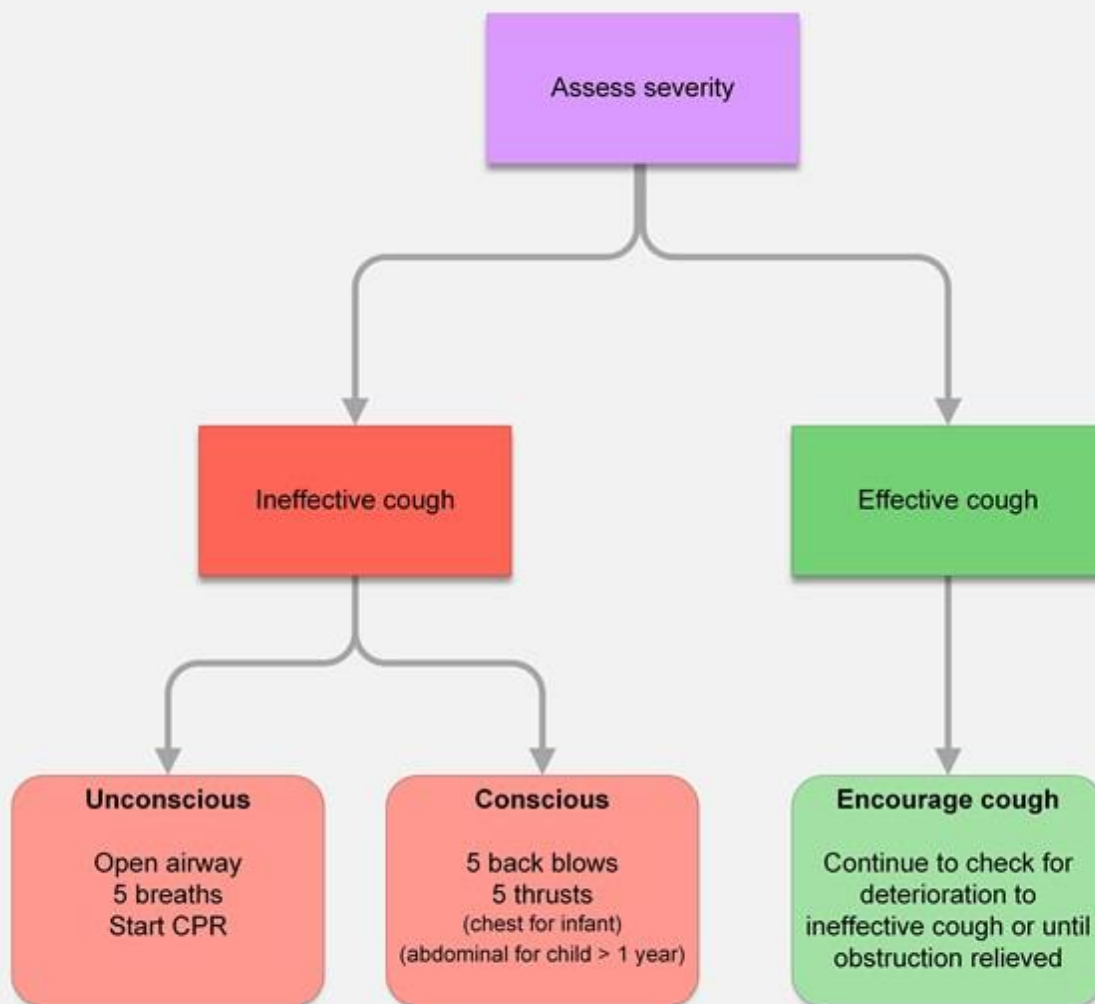 Assess severity
Ineffective cough
Effective cough
Unconscious
Open airway
5 breaths
Start CPR
Conscious
5 back blows
5 thrusts
(chest for infant)
(abdominal for child > 1 year)
Encourage cough
Continue to check for
deterioration to
ineffective cough or until
obstruction relieved